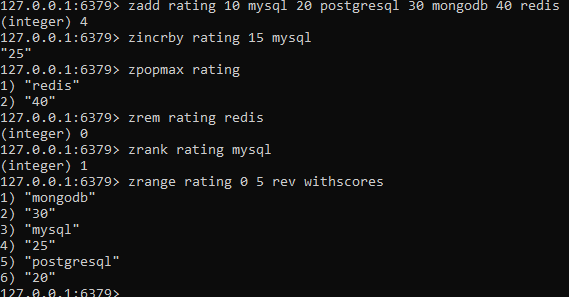 127.0.0.1:6379> zadd rating 10 mysql 20 postgresql 30 mongodb 40 redis
(integer) 4
127.0.0.1:6379> zincrby rating 15 mysql
"25"
127.0.0.1:6379> zpopmax rating
1) "redis"
2) "40"
127.0.0.1:6379> zrem rating redis
(integer) 0
127.0.0.1:6379> zrank rating mysql
(integer) 1
127.0.0.1:6379> zrange rating 0 5 rev withscores
1) "mongodb"
2) "30"
3) "mysql"
4) "25"
5) "postgresql"
6) "20"
127.0.0.1:6379>